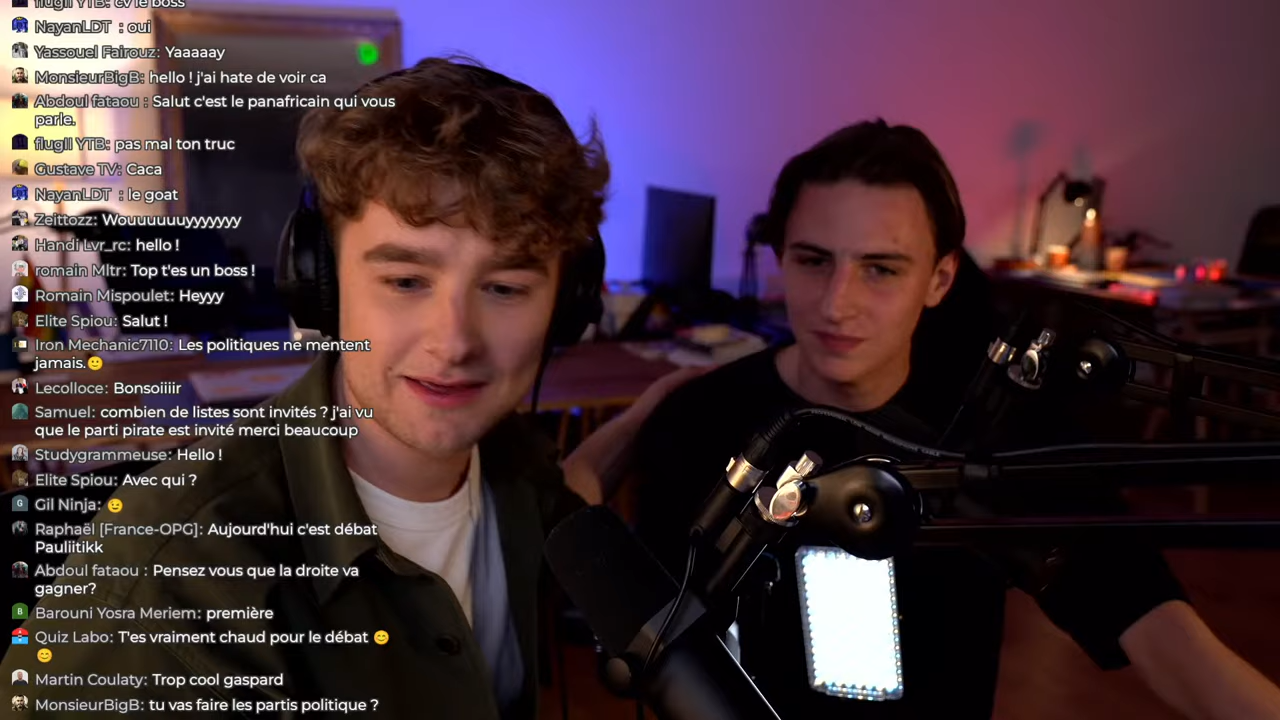 flugll YTB: cv le boss
NayanLDT : oui
Yassouel Fairouz: Yaaaaay
MonsieurBigB: hello ! j'ai hate de voir ca
Abdoul fataou : Salut c'est le panafricain qui vous
parle.
flugll YTB: pas mal ton truc
Gustave TV: Caca
NayanLDT : le goat
Zeittozz: Wouuuuuuyyyyyyy
Handi Lvr_rc: hello !
romain Mltr: Top t'es un boss !
Romain Mispoulet: Heyyy
Elite Spiou: Salut !
Iron Mechanic7110: Les politiques ne mentent
jamais.🙂
Lecolloce: Bonsoiiiir
Samuel: combien de listes sont invités ? j'ai vu
que le parti pirate est invité merci beaucoup
Studygrammeuse: Hello !
Elite Spiou: Avec qui ?
G Gil Ninja: 😉
Raphaël [France-OPG]: Aujourd'hui c'est débat
Pauliitikk
Abdoul fataou : Pensez vous que la droite va
gagner?
B Barouni Yosra Meriem: première
Quiz Labo: T'es vraiment chaud pour le débat 😊
😊
Martin Coulaty: Trop cool gaspard
MonsieurBigB: tu vas faire les partis politique ?